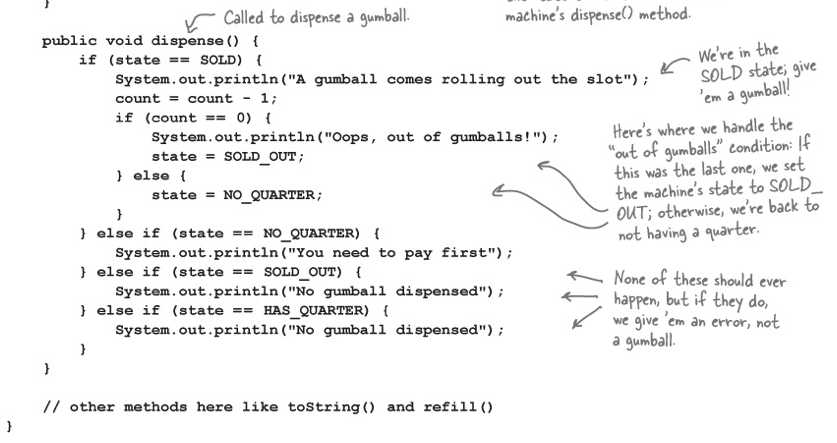 }
machine's dispense() method.
Called to dispense a gumball.
public void dispense() {
if (state == SOLD) {
System.out.println("A gumball comes rolling out the slot");
count = count - 1;
if (count == 0) {
System.out.println("Oops, out of gumballs!");
state = SOLD_OUT;
} else {
state = NO_QUARTER;
}
} else if (state == NO_QUARTER) {
System.out.println("You need to pay first");
} else if (state == SOLD_OUT) {
System.out.println("No gumball dispensed");
} else if (state == HAS_QUARTER) {
System.out.println("No gumball dispensed");
}
}
We're in the
SOLD state; give
'em a gumball!
Here's where we handle the
"out of gumballs" condition: If
this was the last one, we set
the machine's state to SOLD_
OUT; otherwise, we're back to
not having a quarter.
None of these should ever
happen, but if they do,
we give 'em an error, not
a gumball.
// other methods here like toString() and refill()
}